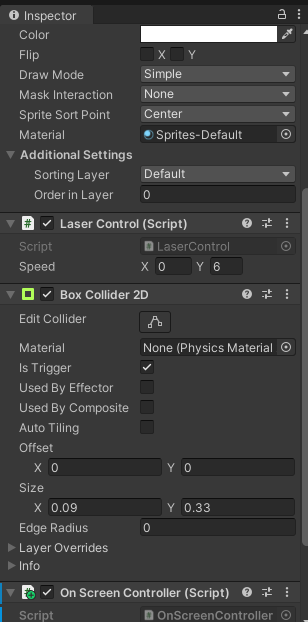 Inspector
Color
Flip X Y
Draw Mode Simple
Mask Interaction None
Sprite Sort Point Center
Material Sprites-Default
Additional Settings
Sorting Layer Default
Order in Layer 0
# Laser Control (Script)
Script # LaserControl
Speed X 0 Y 6
Box Collider 2D
Edit Collider
Material None (Physics Material
Is Trigger
Used By Effector
Used By Composite
Auto Tiling
Offset
X 0 Y 0
Size
X 0.09 Y 0.33
Edge Radius 0
Layer Overrides
Info
# On Screen Controller (Script)
Script # OnScreenController